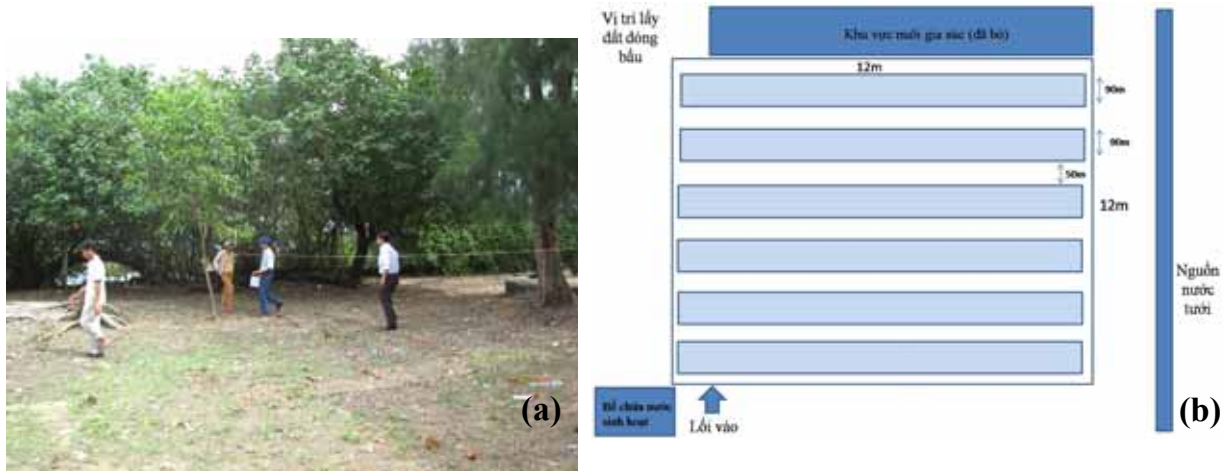 (a)
Vị trí lấy
đất đóng
bầu
Khu vực nuôi gia súc (đã bỏ)
12m
90m
90m
50m
12m
Nguồn
nước
tưới
Bể chứa nước
sinh hoạt
Lối vào
(b)